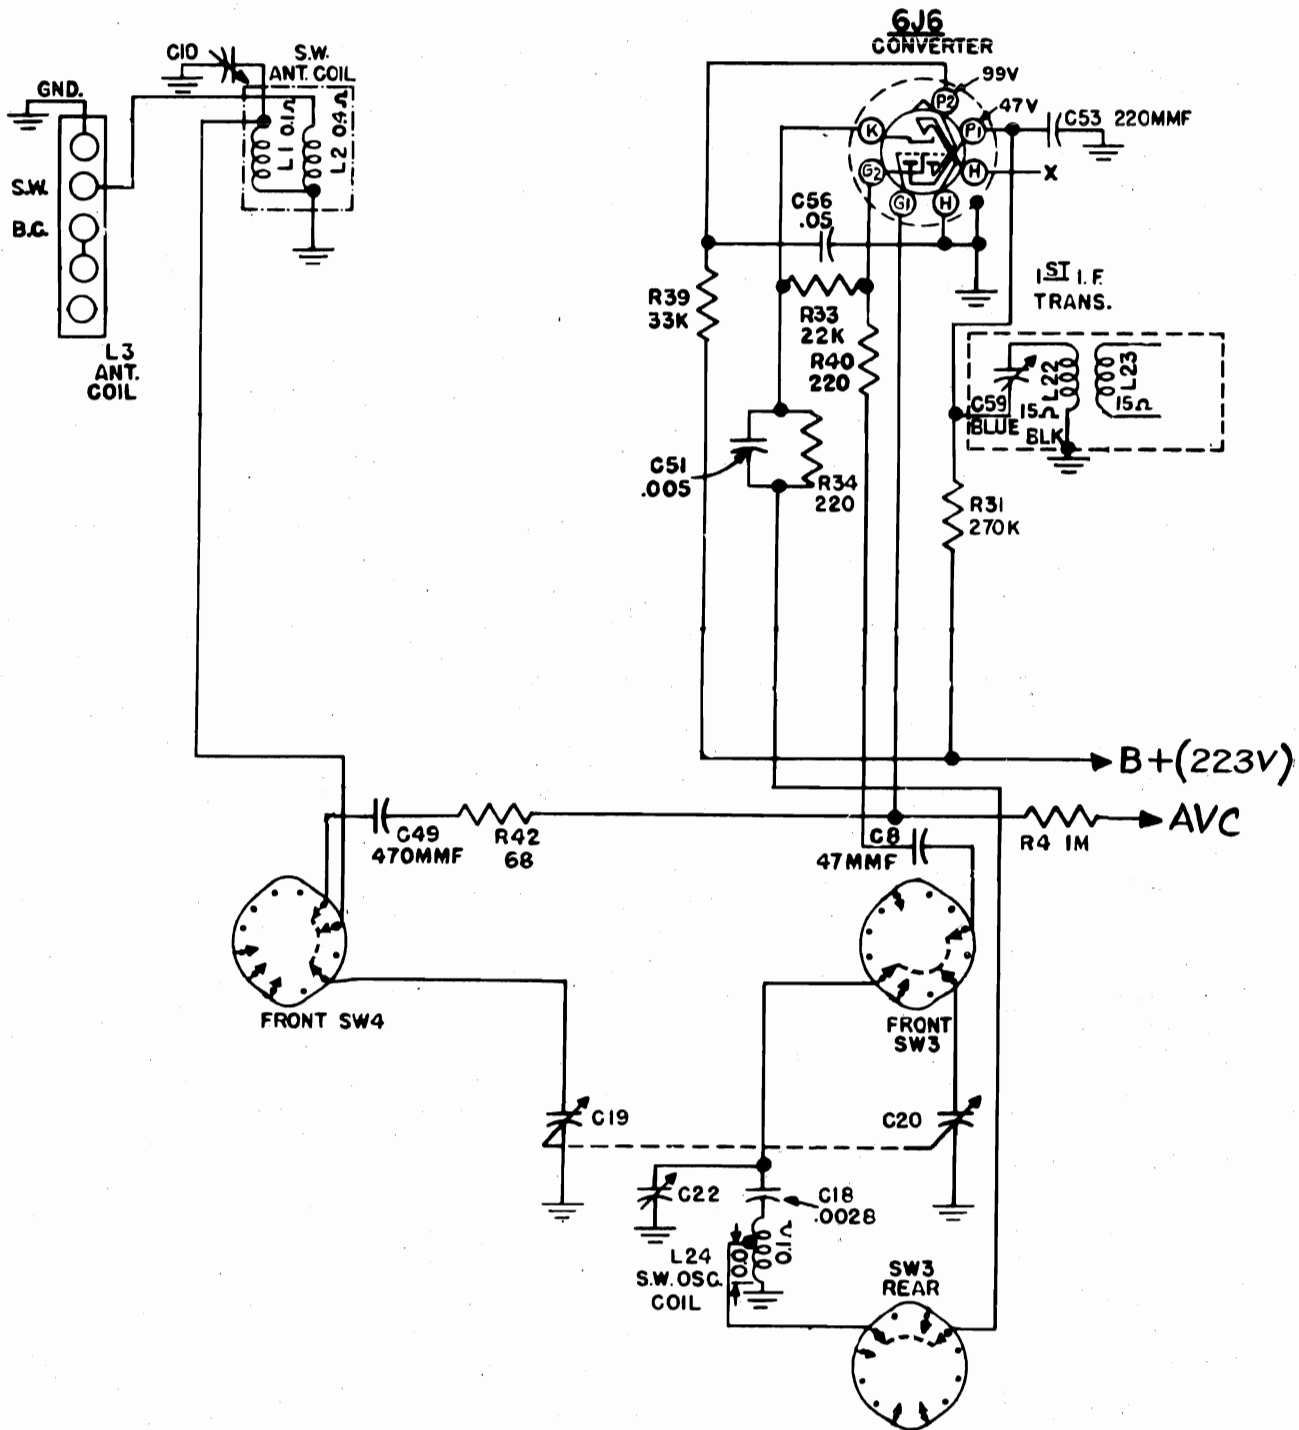 6J6
CONVERTER
C10
S.W.
ANT. COIL
99V
GND.
47V
P2
C53 220MMF
K
P1
L1 0.1Ω
L2 0.4Ω
G2
H
X
S.W.
G1
H
C56
.05
B.C.
1ST I.F.
TRANS.
R39
33K
R33
22K
R40
220
L3
ANT.
COIL
C59
BLUE
15Ω L22
BLK
L23
15Ω
C51
.005
R34
220
R31
270K
B+(223V)
AVC
C49
470MMF
R42
68
C8
47MMF
R4 1M
FRONT SW4
FRONT
SW3
C19
C20
C22
C18
.0028
L24
S.W. OSC.
COIL
0.0
0.1Ω
SW3
REAR